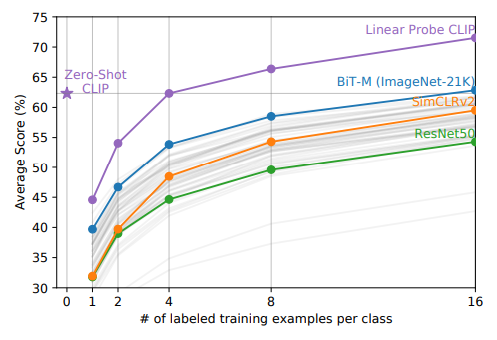 75
70
65
60
55
50
45
40
35
30
Average Score (%)
Linear Probe CLIP
Zero-Shot
CLIP
BiT-M (ImageNet-21K)
SimCLRv2
ResNet50
0 1 2 4 8 16
# of labeled training examples per class